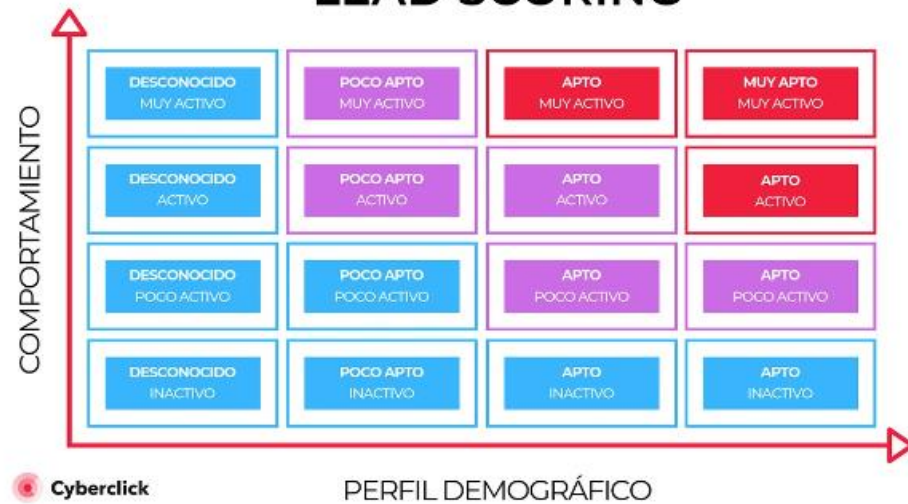 LEAD SCORING
COMPORTAMIENTO
DESCONOCIDO
MUY ACTIVO
POCO APTO
MUY ACTIVO
APTO
MUY ACTIVO
MUY APTO
MUY ACTIVO
DESCONOCIDO
ACTIVO
POCO APTO
ACTIVO
APTO
ACTIVO
APTO
ACTIVO
DESCONOCIDO
POCO ACTIVO
POCO APTO
POCO ACTIVO
APTO
POCO ACTIVO
APTO
POCO ACTIVO
DESCONOCIDO
INACTIVO
POCO APTO
INACTIVO
APTO
INACTIVO
APTO
INACTIVO
Cyberclick
PERFIL DEMOGRÁFICO